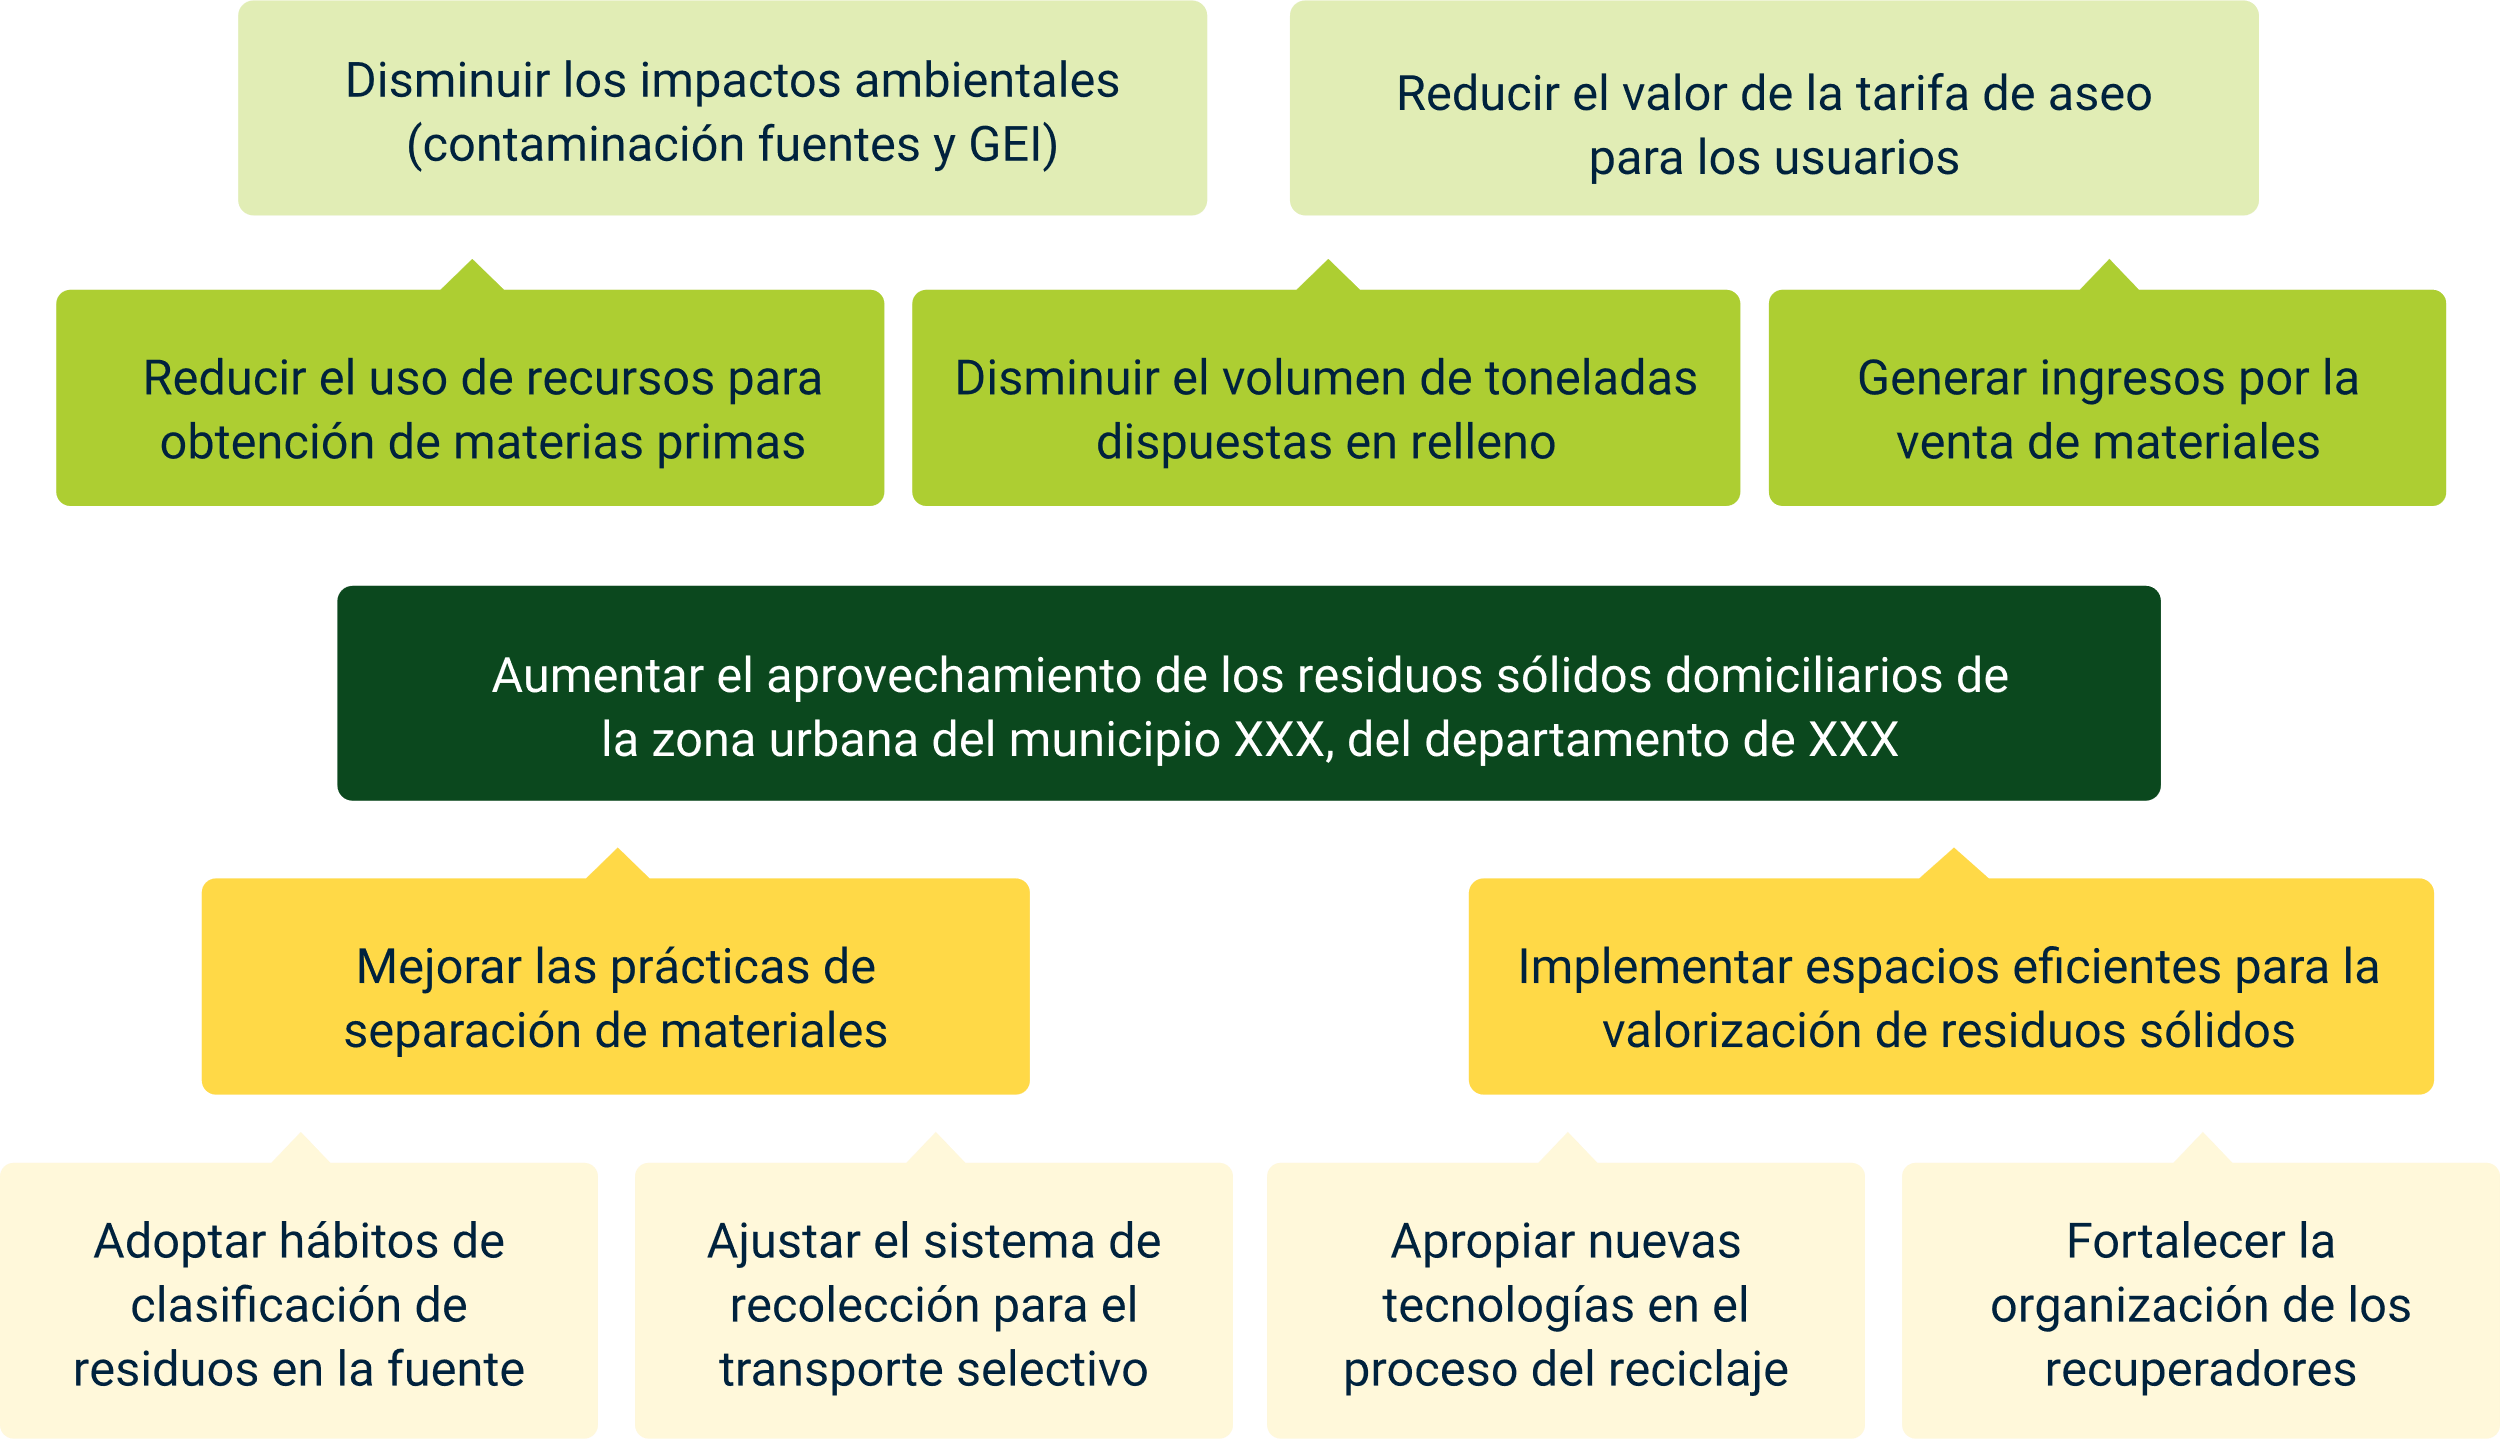 Disminuir los impactos ambientales
(contaminación fuentes y GEI)
Reducir el valor de la tarifa de aseo
para los usuarios
Reducir el uso de recursos para
obtención de máterias primas
Disminuir el volumen de toneladas
dispuestas en relleno
Generar ingresos por la
venta de materiales
Aumentar el aprovechamiento de los residuos sólidos domiciliarios de
la zona urbana del municipio XXX, del departamento de XXX
Mejorar las prácticas de
separación de materiales
Implementar espacios eficientes para la
valorización de residuos sólidos
Adoptar hábitos de
clasificación de
residuos en la fuente
Ajustar el sistema de
recolección para el
transporte selectivo
Apropiar nuevas
tecnologías en el
proceso del reciclaje
Fortalecer la
organización de los
recuperadores